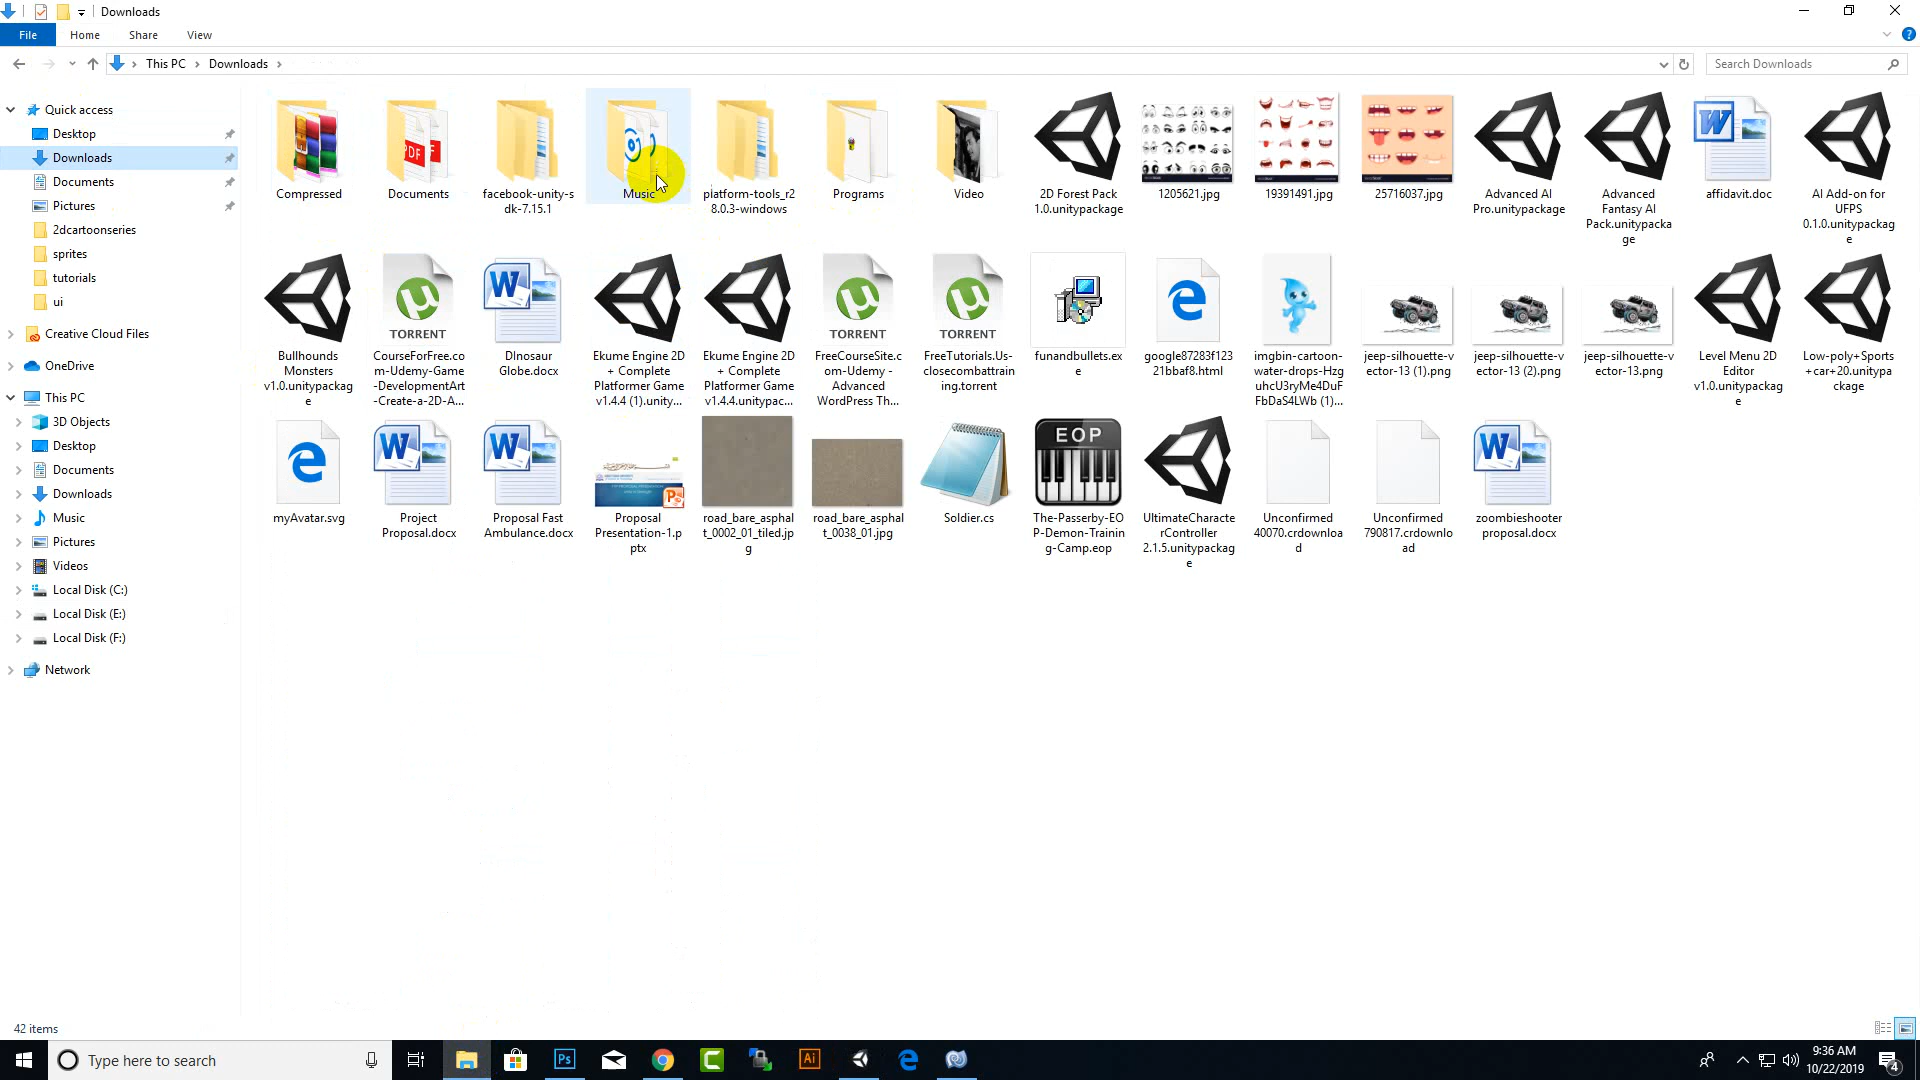 Downloads
File
Home
Share
View
This PC
Downloads
Search Downloads
Quick access
Desktop
Downloads
Documents
Pictures
2dcartoonseries
sprites
tutorials
ui
Creative Cloud Files
OneDrive
This PC
3D Objects
Desktop
Documents
Downloads
Music
Pictures
Videos
Local Disk (C:)
Local Disk (E:)
Local Disk (F:)
Network
PDF
Compressed
Documents
facebook-unity-s
dk-7.15.1
Music
platform-tools_r2
8.0.3-windows
Programs
Video
2D Forest Pack
1.0.unitypackage
1205621.jpg
19391491.jpg
25716037.jpg
Advanced AI
Pro.unitypackage
Advanced
Fantasy AI
Pack.unitypacka
ge
W
affidavit.doc
AI Add-on for
UFPS
0.1.0.unitypackag
e
Bullhounds
Monsters
v1.0.unitypackag
e
TORRENT
CourseForFree.co
m-Udemy-Game
-DevelopmentArt
-Create-a-2D-A...
W
DInosaur
Globe.docx
Ekume Engine 2D
+ Complete
Platformer Game
v1.4.4 (1).unity...
Ekume Engine 2D
+ Complete
Platformer Game
v1.4.4.unitypac...
TORRENT
FreeCourseSite.c
om-Udemy -
Advanced
WordPress Th...
TORRENT
FreeTutorials.Us-
closecombattrain
ing.torrent
funandbullets.ex
e
google87283f123
21bbaf8.html
imgbin-cartoon-
water-drops-Hzg
uhcU3ryMe4DuF
FbDaS4LWb (1)...
jeep-silhouette-v
ector-13 (1).png
jeep-silhouette-v
ector-13 (2).png
jeep-silhouette-v
ector-13.png
Level Menu 2D
Editor
v1.0.unitypackag
e
Low-poly+Sports
+car+20.unitypa
ckage
myAvatar.svg
W
Project
Proposal.docx
W
Proposal Fast
Ambulance.docx
Proposal
Presentation-1.p
ptx
road_bare_asphal
t_0002_01_tiled.jp
g
road_bare_asphal
t_0038_01.jpg
Soldier.cs
EOP
The-Passerby-EO
P-Demon-Trainin
g-Camp.eop
UltimateCharacte
rController
2.1.5.unitypackag
e
Unconfirmed
40070.crdownloa
d
Unconfirmed
790817.crdownlo
ad
W
zoombieshooter
proposal.docx
42 items
Type here to search
Ps
Ai
9:36 AM
10/22/2019
4